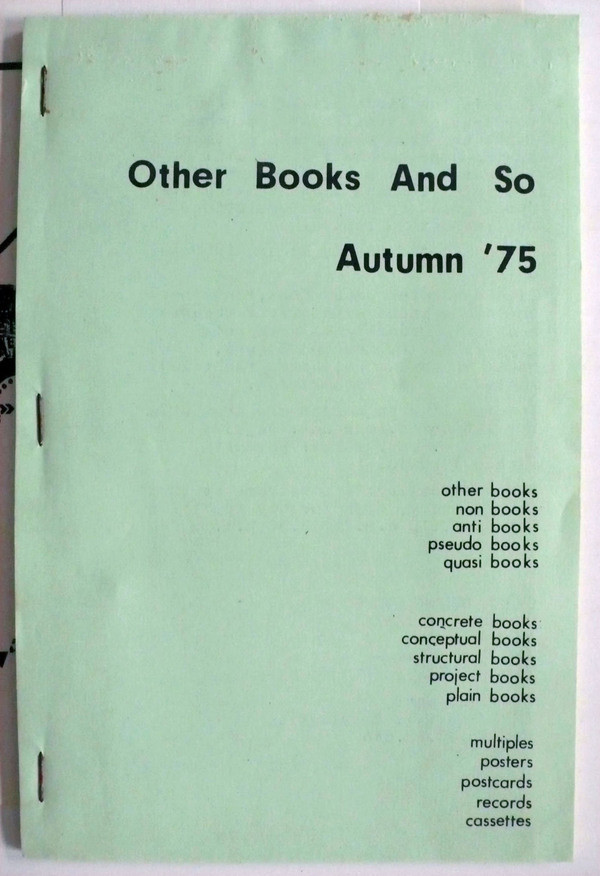 Other Books And So
Autumn '75
other books
non books
anti books
pseudo books
quasi books
concrete books
conceptual books
structural books
project books
plain books
multiples
posters
postcards
records
cassettes